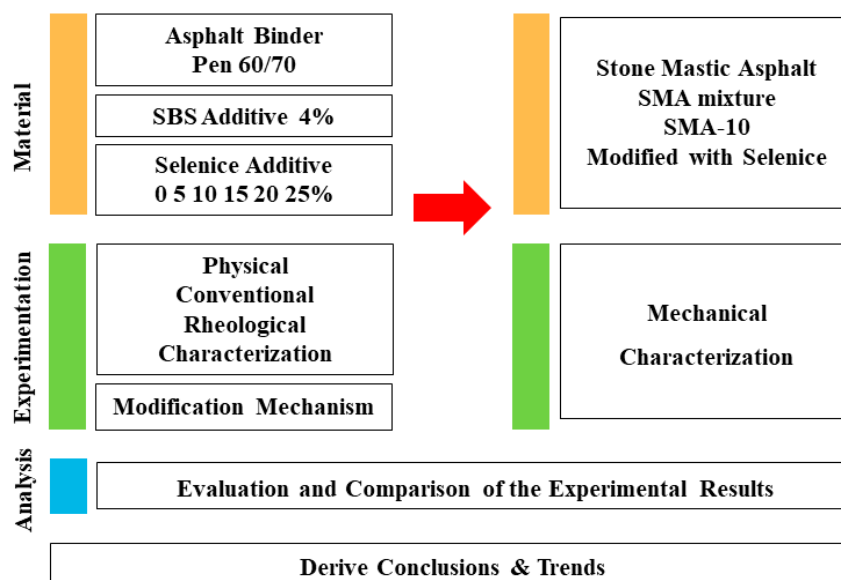 Material
Asphalt Binder
Pen 60/70
SBS Additive 4%
Selenice Additive
0 5 10 15 20 25%
Stone Mastic Asphalt
SMA mixture
SMA-10
Modified with Selenice
Experimentation
Physical
Conventional
Rheological
Characterization
Modification Mechanism
Mechanical
Characterization
Analysis
Evaluation and Comparison of the Experimental Results
Derive Conclusions & Trends